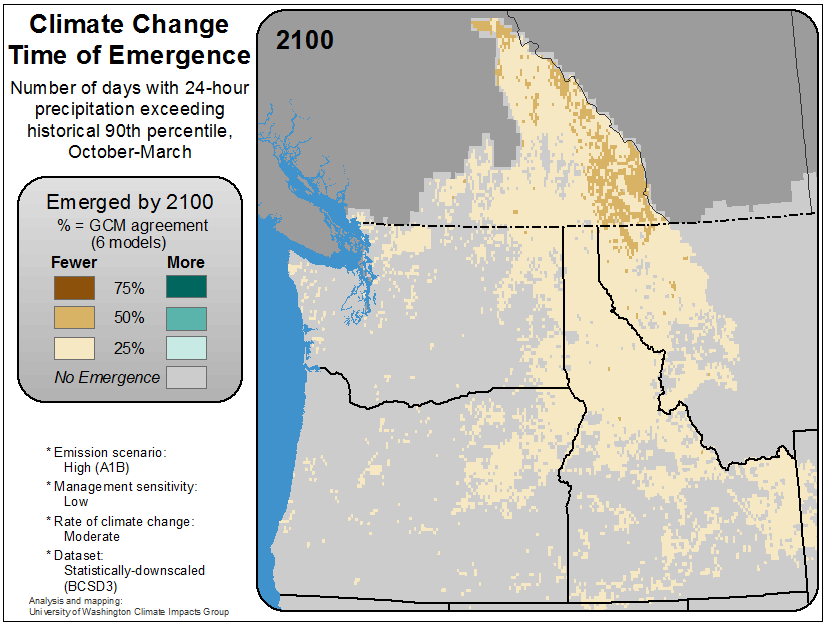 Climate Change
Time of Emergence
Number of days with 24-hour
precipitation exceeding
historical 90th percentile,
October-March
Emerged by 2100
% = GCM agreement
(6 models)
Fewer More
75%
50%
25%
No Emergence
* Emission scenario:
High (A1B)
* Management sensitivity:
Low
* Rate of climate change:
Moderate
* Dataset:
Statistically-downscaled
(BCSD3)
Analysis and mapping:
University of Washington Climate Impacts Group
2100